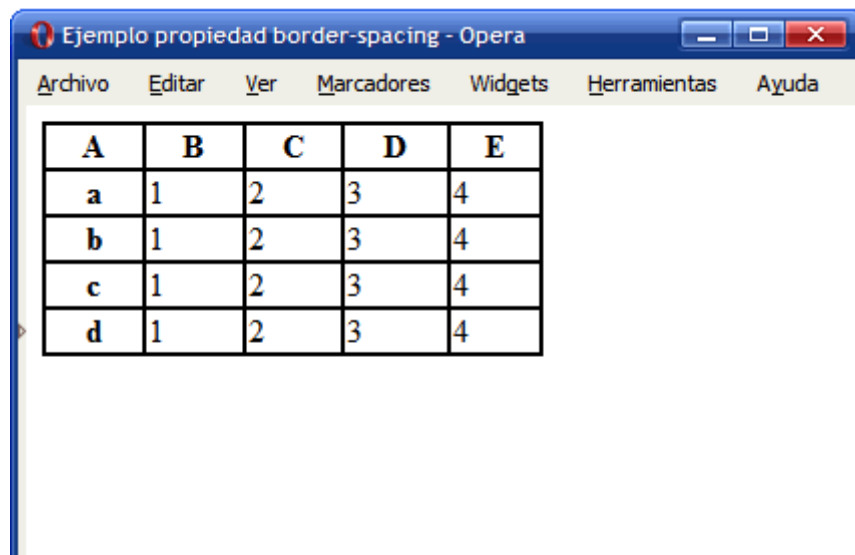 Ejemplo propiedad border-spacing - Opera
Archivo Editar Ver Marcadores Widgets Herramientas Ayuda
A B C D E
a 1 2 3 4
b 1 2 3 4
c 1 2 3 4
d 1 2 3 4